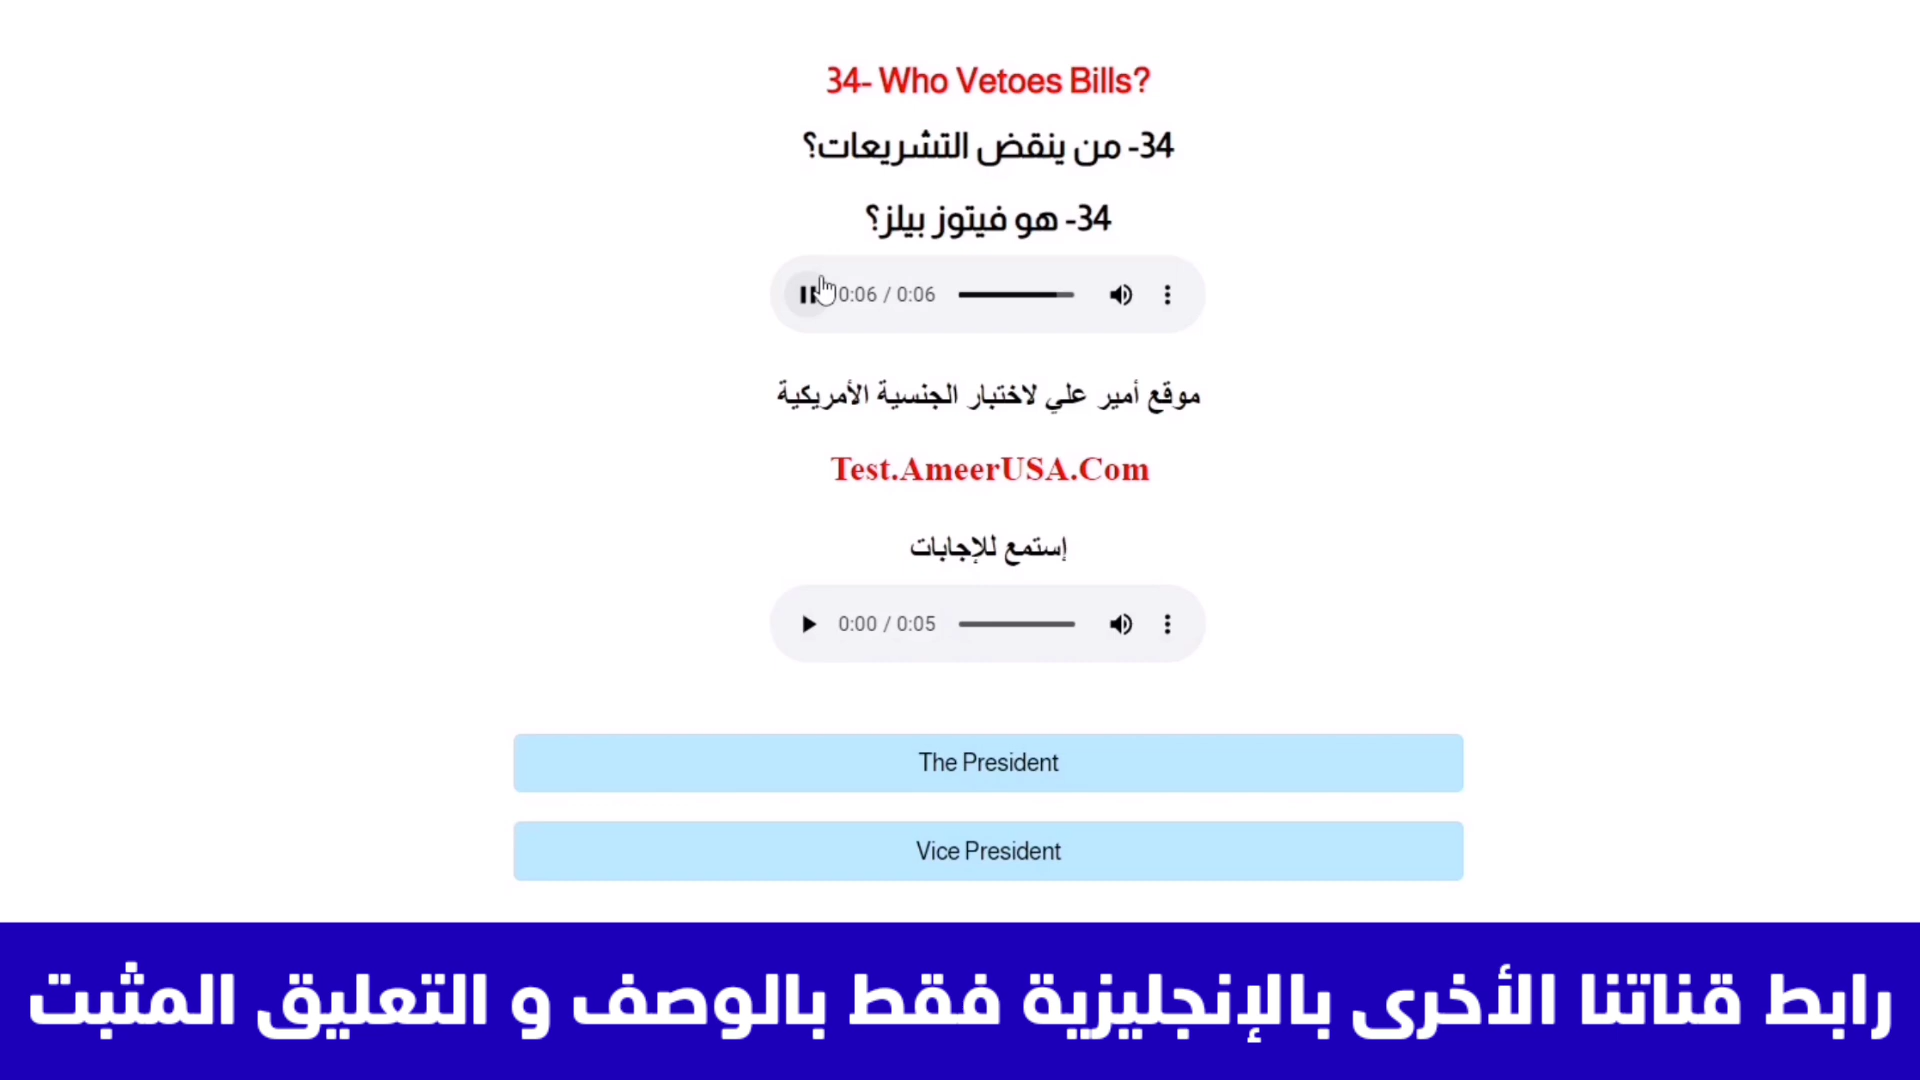 34- Who Vetoes Bills?
34- من ينقض التشريعات؟
34- هو فيتوز بيلز؟
0:06 / 0:06
موقع أمير علي لاختبار الجنسية الأمريكية
Test.AmeerUSA.Com
إستمع للإجابات
0:00 / 0:05
The President
Vice President
رابط قناتنا الأخرى بالإنجليزية فقط بالوصف و التعليق المثبت